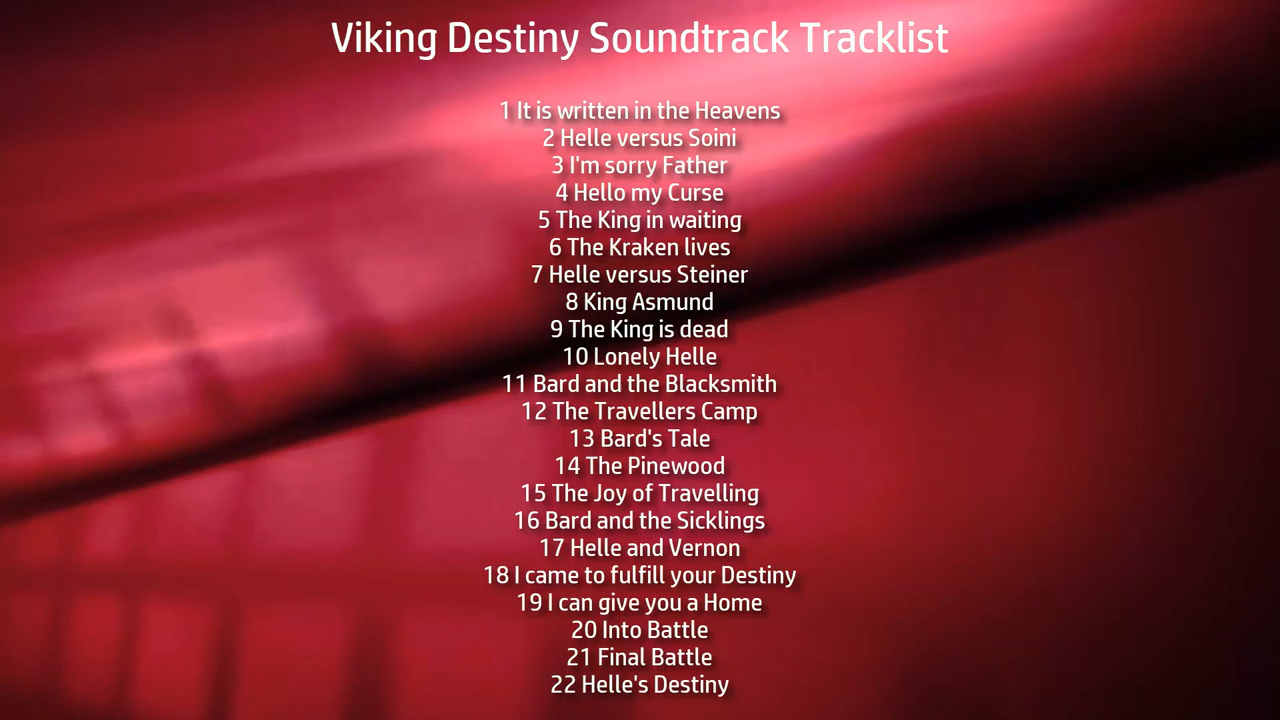 Viking Destiny Soundtrack Tracklist
1 It is written in the Heavens
2 Helle versus Soini
3 I'm sorry Father
4 Hello my Curse
5 The King in waiting
6 The Kraken lives
7 Helle versus Steiner
8 King Asmund
9 The King is dead
10 Lonely Helle
11 Bard and the Blacksmith
12 The Travellers Camp
13 Bard's Tale
14 The Pinewood
15 The Joy of Travelling
16 Bard and the Sicklings
17 Helle and Vernon
18 I came to fulfill your Destiny
19 I can give you a Home
20 Into Battle
21 Final Battle
22 Helle's Destiny